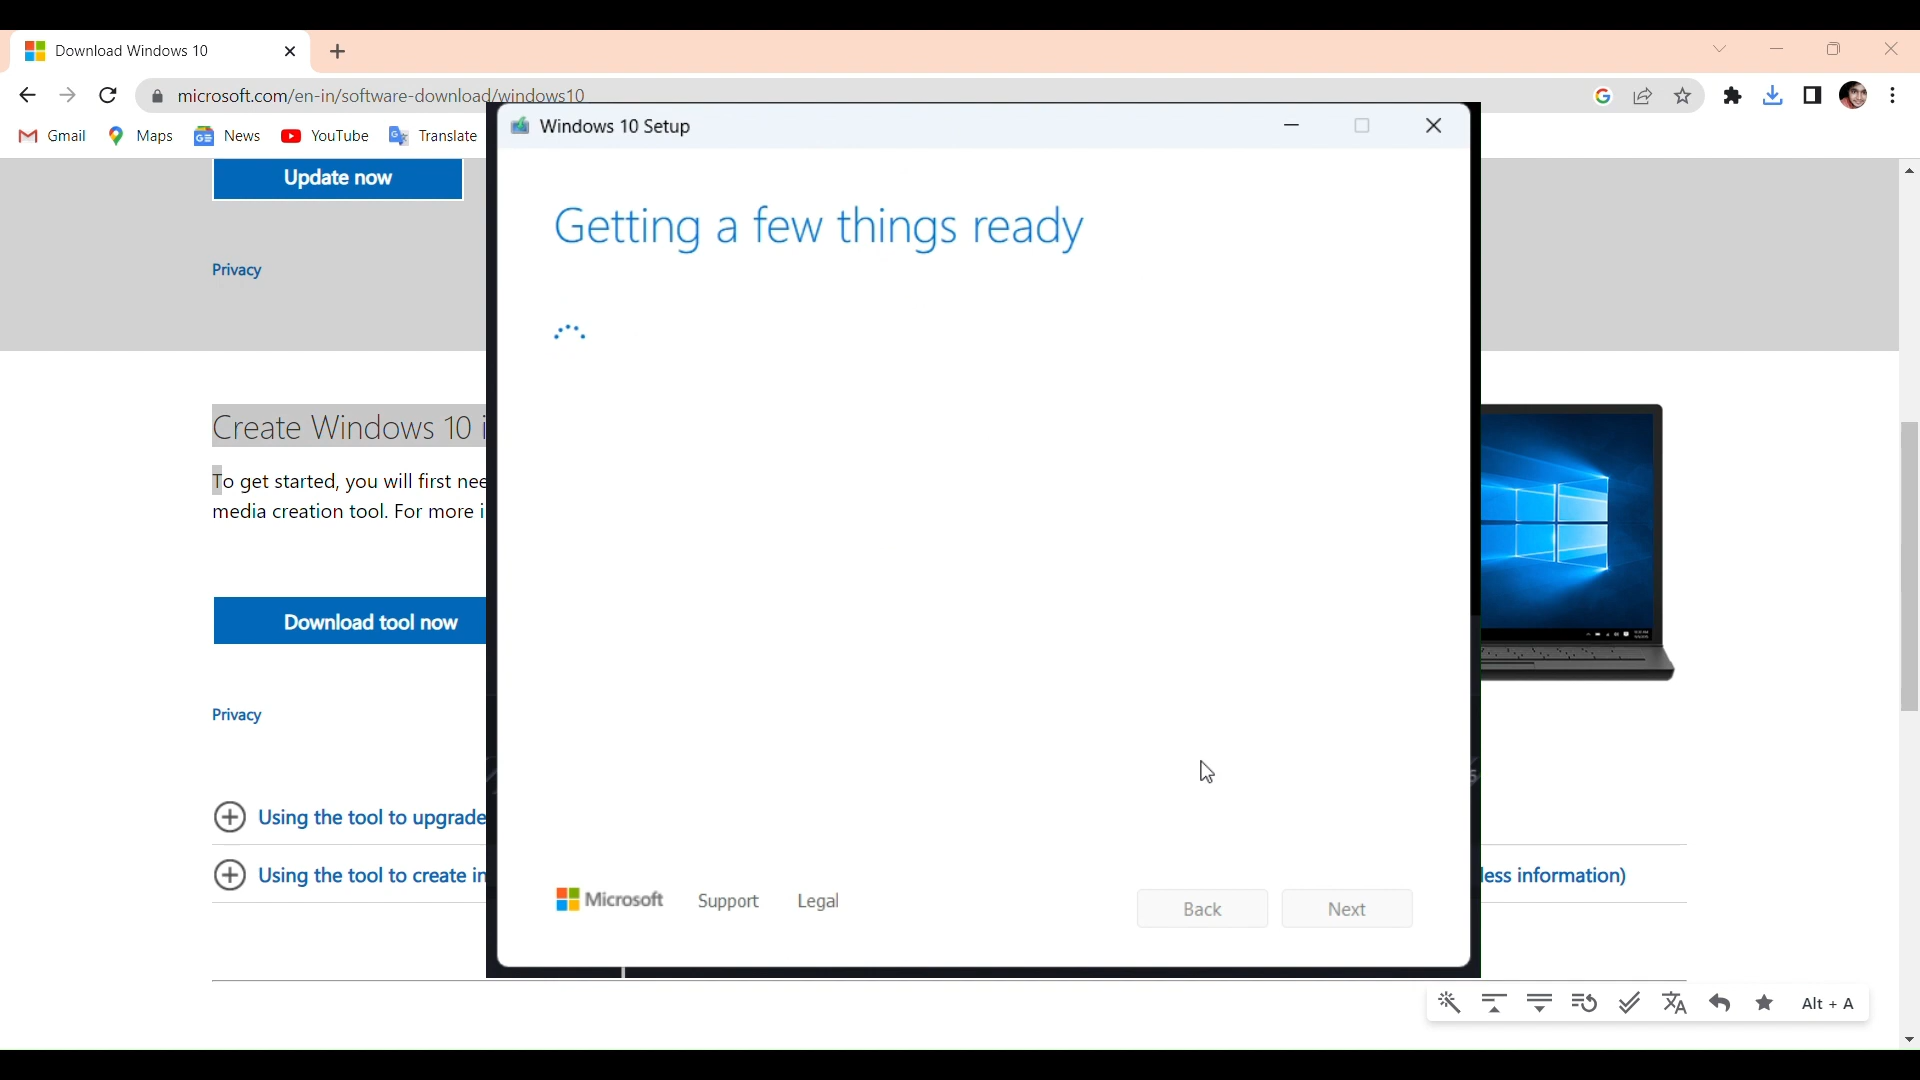 Download Windows 10
microsoft.com/en-in/software-download/windows10
Gmail
Maps
News
YouTube
Translate
Windows 10 Setup
Update now
Privacy
Getting a few things ready
Create Windows 10 i
To get started, you will first nee
media creation tool. For more i
Download tool now
Privacy
Using the tool to upgrade
Using the tool to create in
less information)
Microsoft
Support
Legal
Back
Next
Alt + A